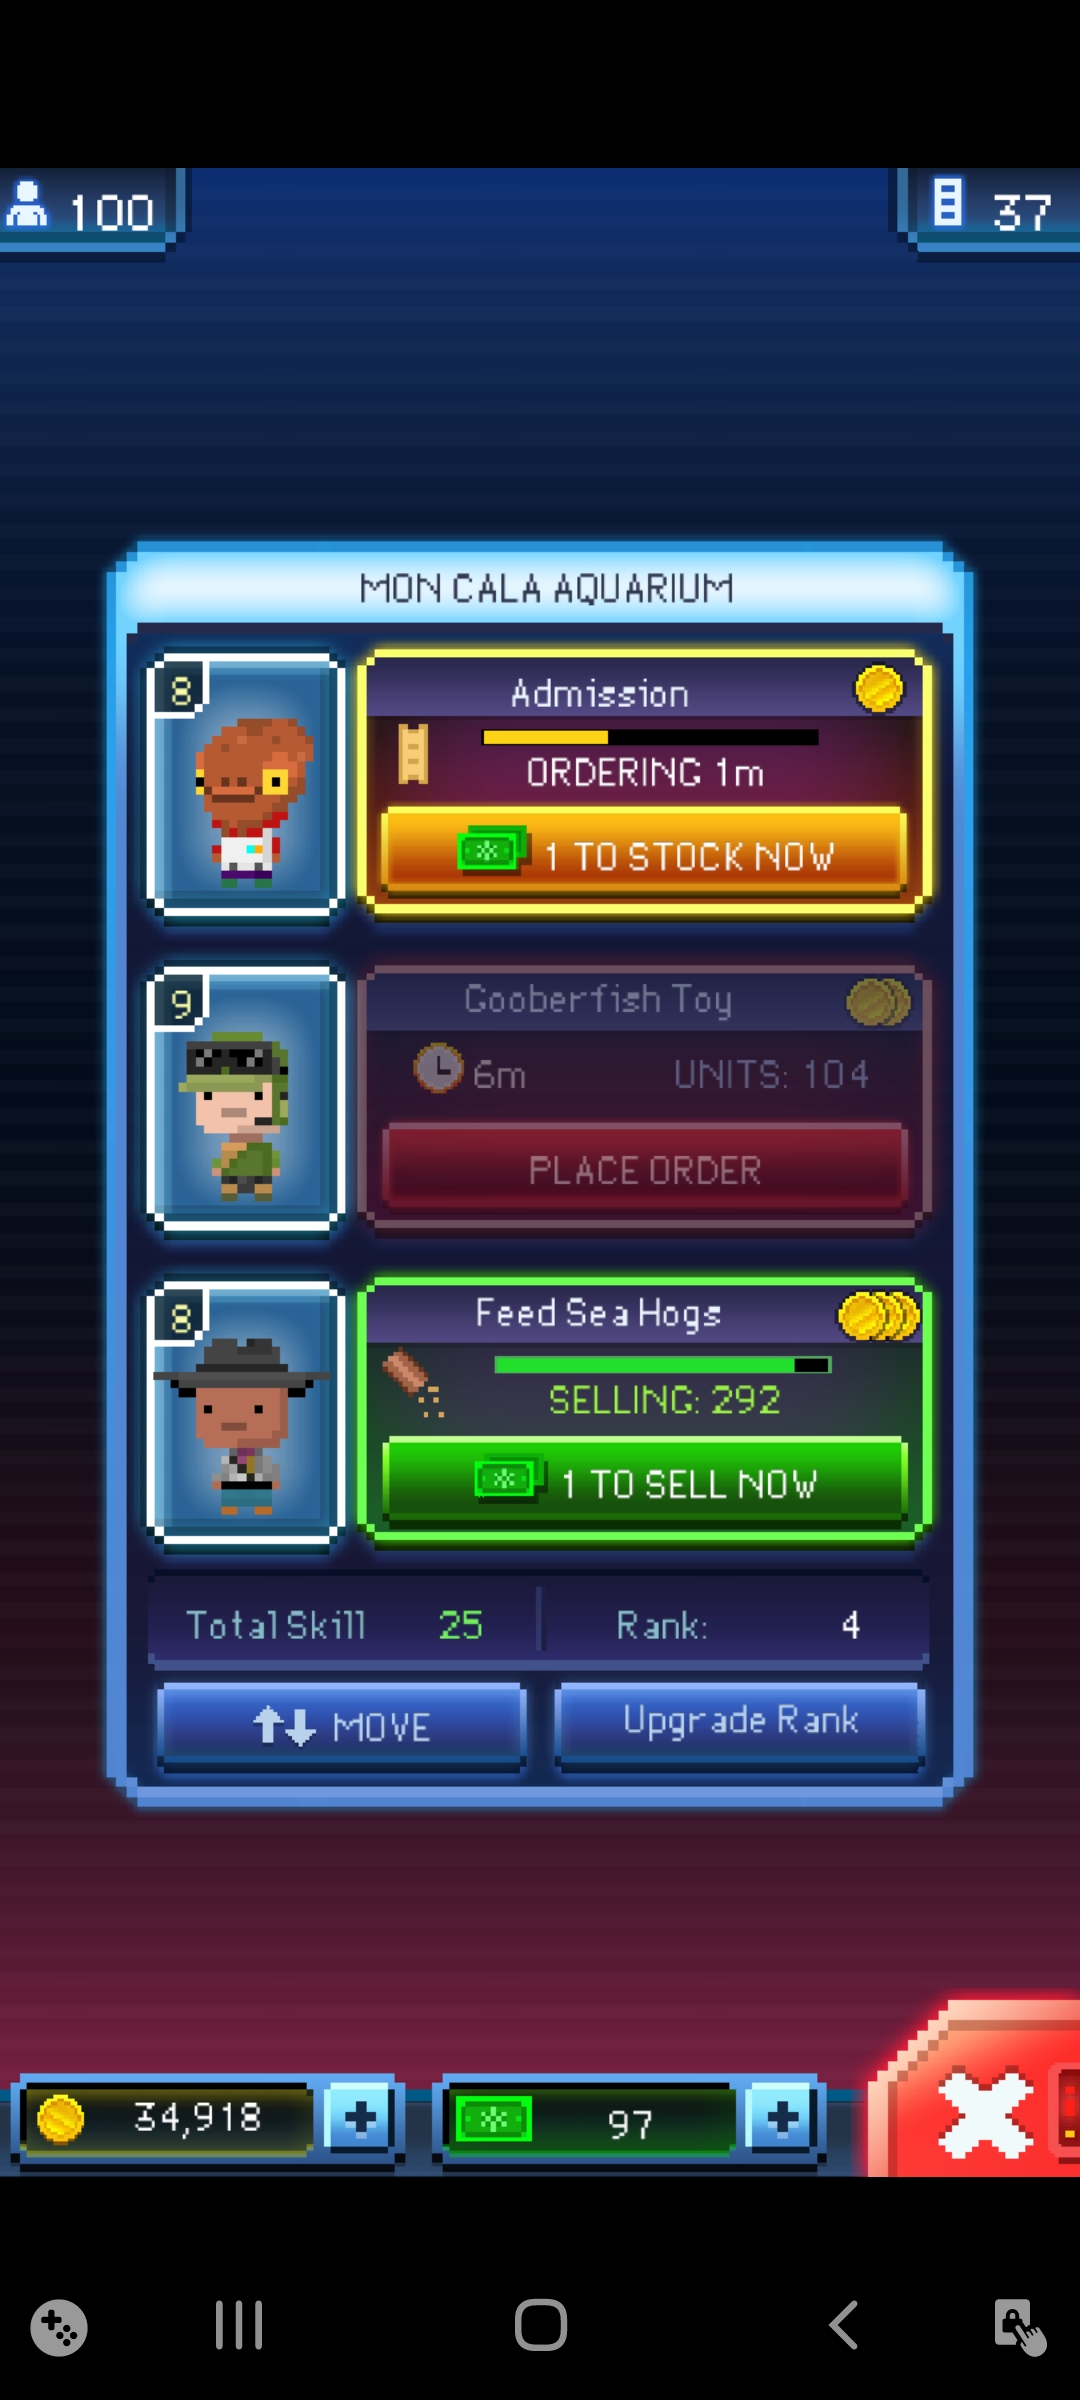 100
37
MON CALA AQUARIUM
8
Admission
ORDERING 1m
1 TO STOCK NOW
9
Gooberfish Toy
6m
UNITS: 104
PLACE ORDER
8
Feed Sea Hogs
SELLING: 292
1 TO SELL NOW
Total Skill 25
Rank: 4
MOVE
Upgrade Rank
34,918
97